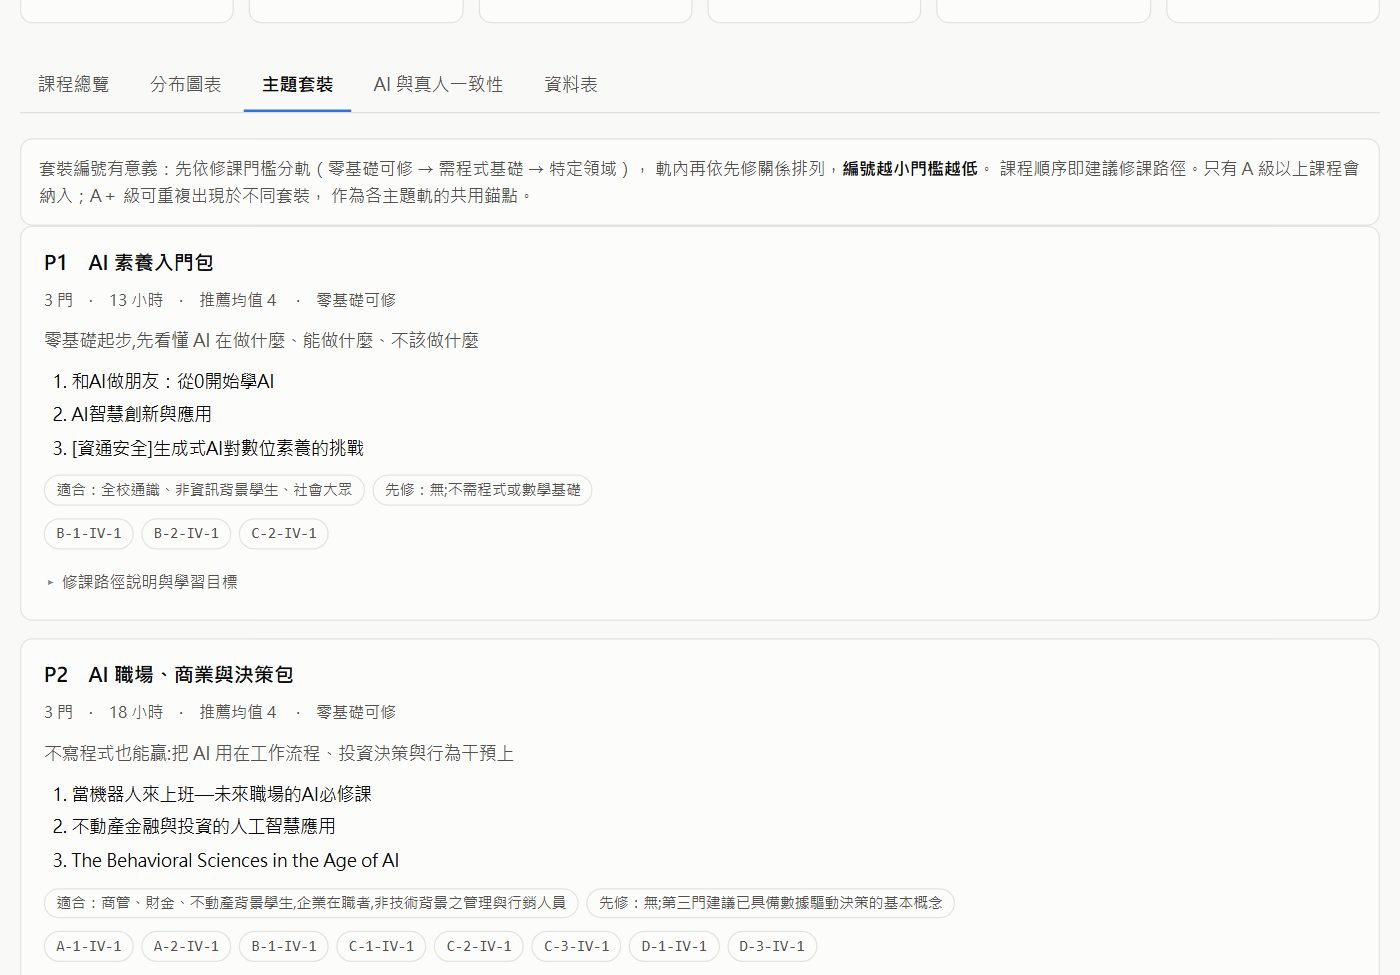 課程總覽 分布圖表 主題套裝 AI 與真人一致性 資料表
套裝編號有意義：先依修課門檻分軌（零基礎可修 → 需程式基礎 → 特定領域），軌內再依先修關係排列，編號越小門檻越低。 課程順序即建議修課路徑。只有 A 級以上課程會
納入；A+ 級可重複出現於不同套裝， 作為各主題軌的共用錨點。
P1 AI 素養入門包
3 門 · 13 小時 · 推薦均值 4 · 零基礎可修
零基礎起步,先看懂 AI 在做什麼、能做什麼、不該做什麼
1. 和AI做朋友：從0開始學AI
2. AI智慧創新與應用
3. [資通安全]生成式AI對數位素養的挑戰
適合：全校通識、非資訊背景學生、社會大眾 先修：無;不需程式或數學基礎
B-1-IV-1 B-2-IV-1 C-2-IV-1
▸ 修課路徑說明與學習目標
P2 AI 職場、商業與決策包
3 門 · 18 小時 · 推薦均值 4 · 零基礎可修
不寫程式也能贏:把 AI 用在工作流程、投資決策與行為干預上
1. 當機器人來上班—未來職場的AI必修課
2. 不動產金融與投資的人工智慧應用
3. The Behavioral Sciences in the Age of AI
適合：商管、財金、不動產背景學生,企業在職者,非技術背景之管理與行銷人員 先修：無;第三門建議已具備數據驅動決策的基本概念
A-1-IV-1 A-2-IV-1 B-1-IV-1 C-1-IV-1 C-2-IV-1 C-3-IV-1 D-1-IV-1 D-3-IV-1